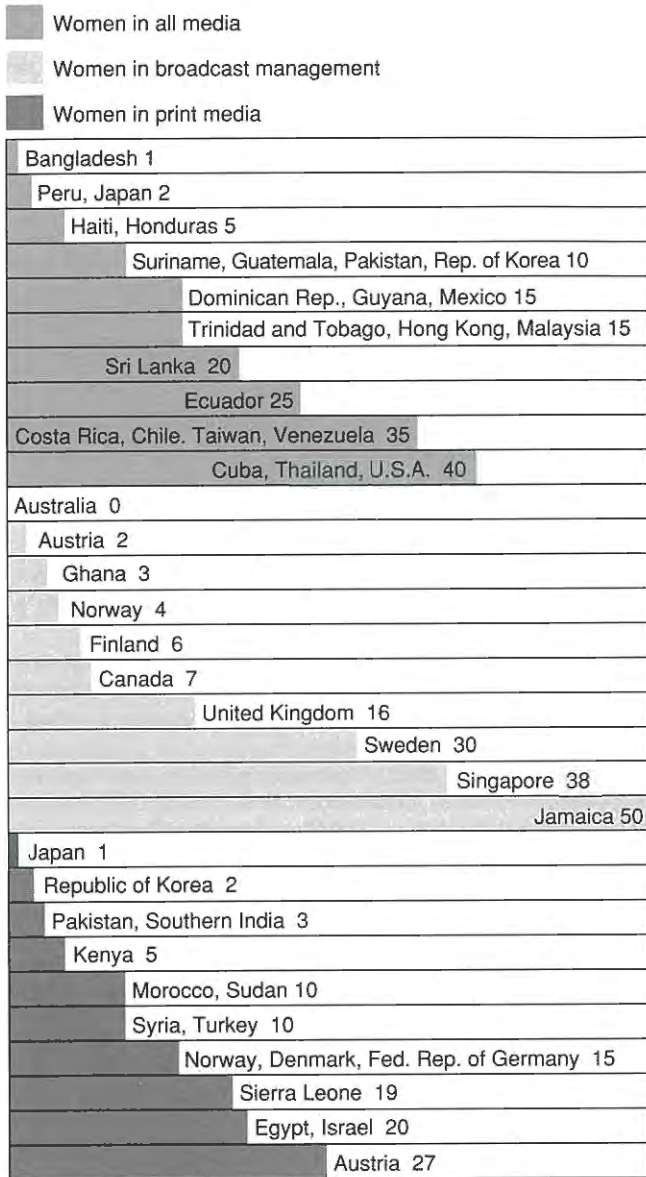 Women in all media
Women in broadcast management
Women in print media
Bangladesh 1
Peru, Japan 2
Haiti, Honduras 5
Suriname, Guatemala, Pakistan, Rep. of Korea 10
Dominican Rep., Guyana, Mexico 15
Trinidad and Tobago, Hong Kong, Malaysia 15
Sri Lanka 20
Ecuador 25
Costa Rica, Chile. Taiwan, Venezuela 35
Cuba, Thailand, U.S.A. 40
Australia 0
Austria 2
Ghana 3
Norway 4
Finland 6
Canada 7
United Kingdom 16
Sweden 30
Singapore 38
Jamaica 50
Japan 1
Republic of Korea 2
Pakistan, Southern India 3
Kenya 5
Morocco, Sudan 10
Syria, Turkey 10
Norway, Denmark, Fed. Rep. of Germany 15
Sierra Leone 19
Egypt, Israel 20
Austria 27